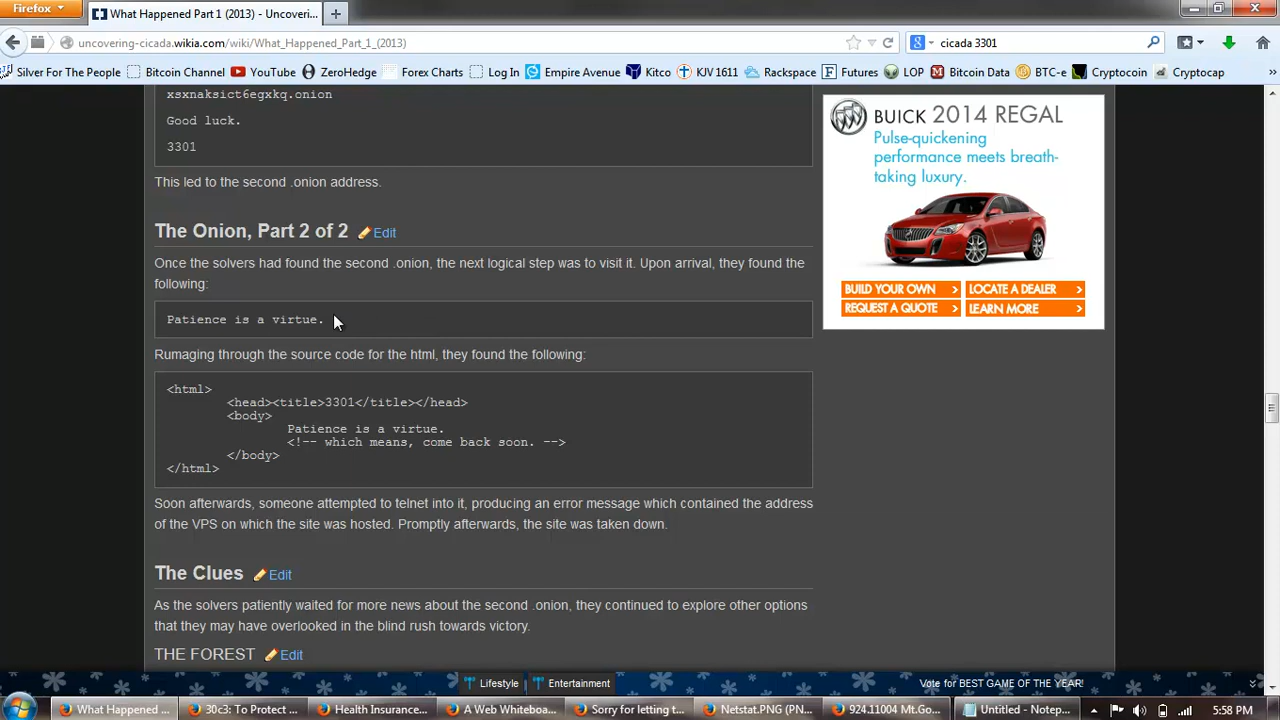 Firefox
What Happened Part 1 (2013) - Uncoveri...
uncovering-cicada.wikia.com/wiki/What_Happened_Part_1_(2013)
cicada 3301
Silver For The People
Bitcoin Channel
YouTube
ZeroHedge
Forex Charts
Log In
Empire Avenue
Kitco
KJV 1611
Rackspace
Futures
LOP
Bitcoin Data
BTC-e
Cryptocoin
Cryptocap
xsxnaksict6egxkq.onion
Good luck.
3301
This led to the second .onion address.
The Onion, Part 2 of 2 Edit
Once the solvers had found the second .onion, the next logical step was to visit it. Upon arrival, they found the
following:
Patience is a virtue.
Rumaging through the source code for the html, they found the following:
<html>
<head><title>3301</title></head>
<body>
Patience is a virtue.
<!-- which means, come back soon. -->
</body>
</html>
Soon afterwards, someone attempted to telnet into it, producing an error message which contained the address
of the VPS on which the site was hosted. Promptly afterwards, the site was taken down.
The Clues Edit
As the solvers patiently waited for more news about the second .onion, they continued to explore other options
that they may have overlooked in the blind rush towards victory.
THE FOREST Edit
BUICK 2014 REGAL
Pulse-quickening
performance meets breath-
taking luxury.
BUILD YOUR OWN >
LOCATE A DEALER >
REQUEST A QUOTE >
LEARN MORE >
Lifestyle
Entertainment
Vote for BEST GAME OF THE YEAR!
What Happened ...
30c3: To Protect ...
Health Insurance...
A Web Whiteboa...
Sorry for letting t...
Netstat.PNG (PN...
924.11004 Mt.Go...
Untitled - Notep...
5:58 PM